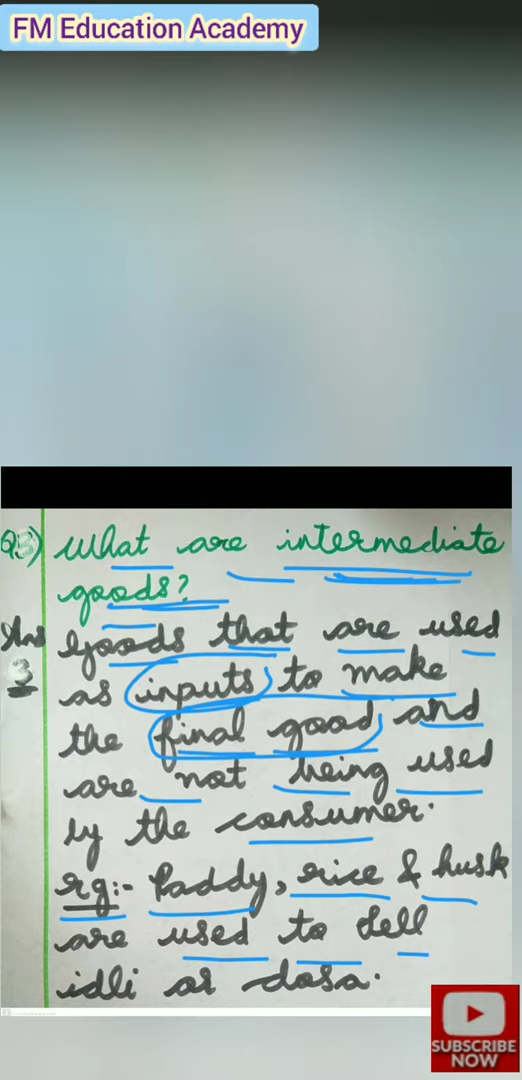 FM Education Academy
Q3) What are intermediate
goods?
Ans goods that are used
3 as inputs to make
the final good and
are not being used
by the consumer.
eg:- Paddy, rice & husk
are used to sell
idli or dosa.
SUBSCRIBE
NOW